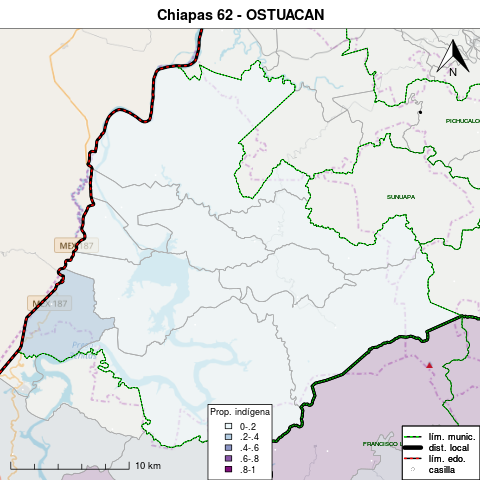 Chiapas 62 - OSTUACAN
N
PICHUCALCO
SUNUAPA
MEX 187
MEX 187
Prop. indígena
0-.2
.2-.4
.4-.6
.6-.8
.8-1
FRANCISCO L
lím. munic.
dist. local
lím. edo.
casilla
10 km